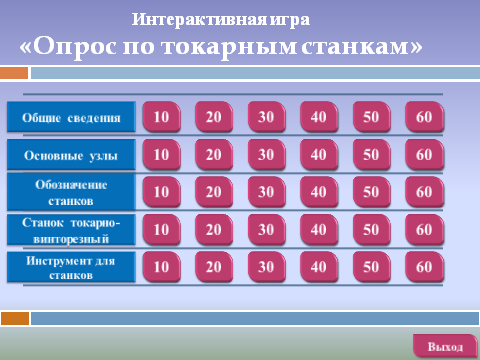 Интерактивная игра
«Опрос по токарным станкам»
Общие сведения 10 20 30 40 50 60
Основные узлы 10 20 30 40 50 60
Обозначение
станков 10 20 30 40 50 60
Станок токарно-
винторезный 10 20 30 40 50 60
Инструмент для
станков 10 20 30 40 50 60
Выход